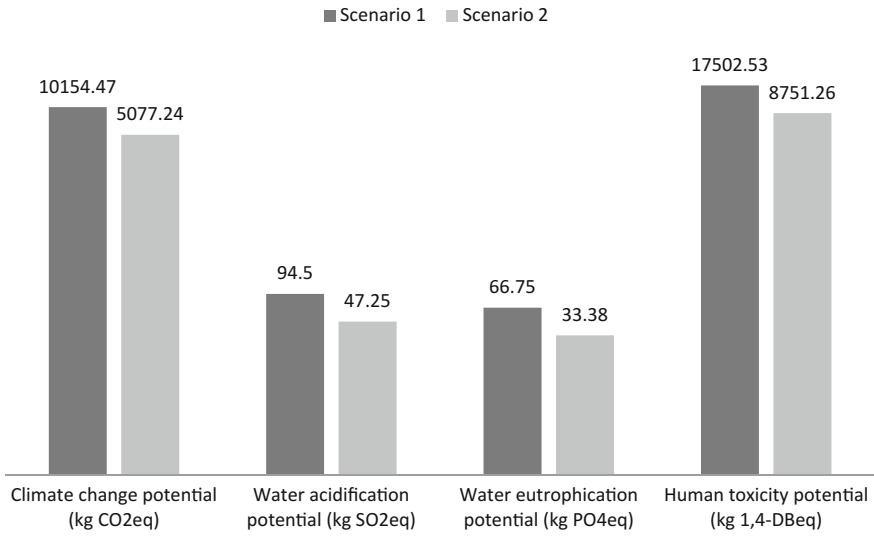 Scenario 1 Scenario 2
10154.47
5077.24
94.5
47.25
66.75
33.38
17502.53
8751.26
Climate change potential
(kg CO2eq)
Water acidification
potential (kg SO2eq)
Water eutrophication
potential (kg PO4eq)
Human toxicity potential
(kg 1,4-DBeq)